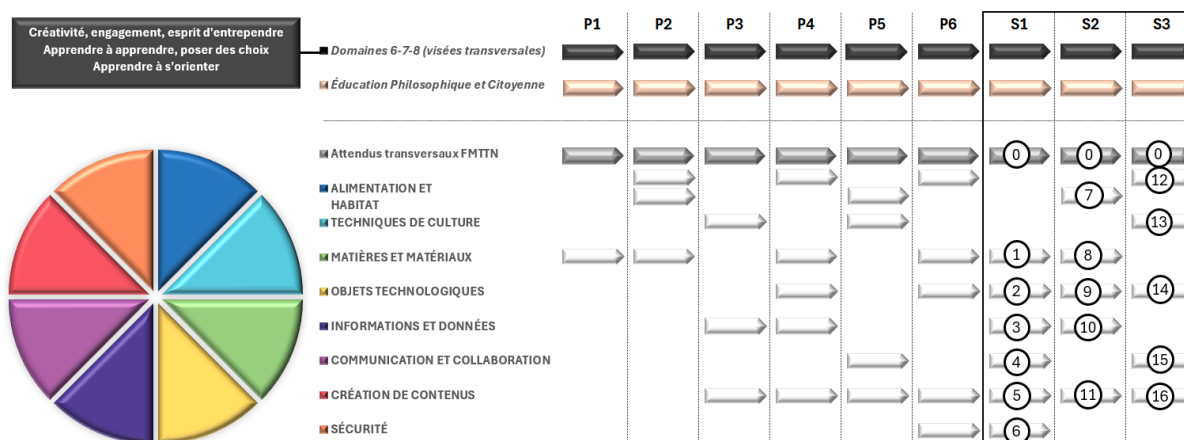 P1 P2 P3 P4 P5 P6 S1 S2 S3
Créativité, engagement, esprit d'entrependre
Apprendre à apprendre, poser des choix
Apprendre à s'orienter
Domaines 6-7-8 (visées transversales)
Éducation Philosophique et Citoyenne
Attendus transversaux FMTTN 0 0 0
12
ALIMENTATION ET
HABITAT
7
TECHNIQUES DE CULTURE 13
MATIÈRES ET MATÉRIAUX 1 8
OBJETS TECHNOLOGIQUES 2 9 14
INFORMATIONS ET DONNÉES 3 10
COMMUNICATION ET COLLABORATION 4 15
CRÉATION DE CONTENUS 5 11 16
SÉCURITÉ 6